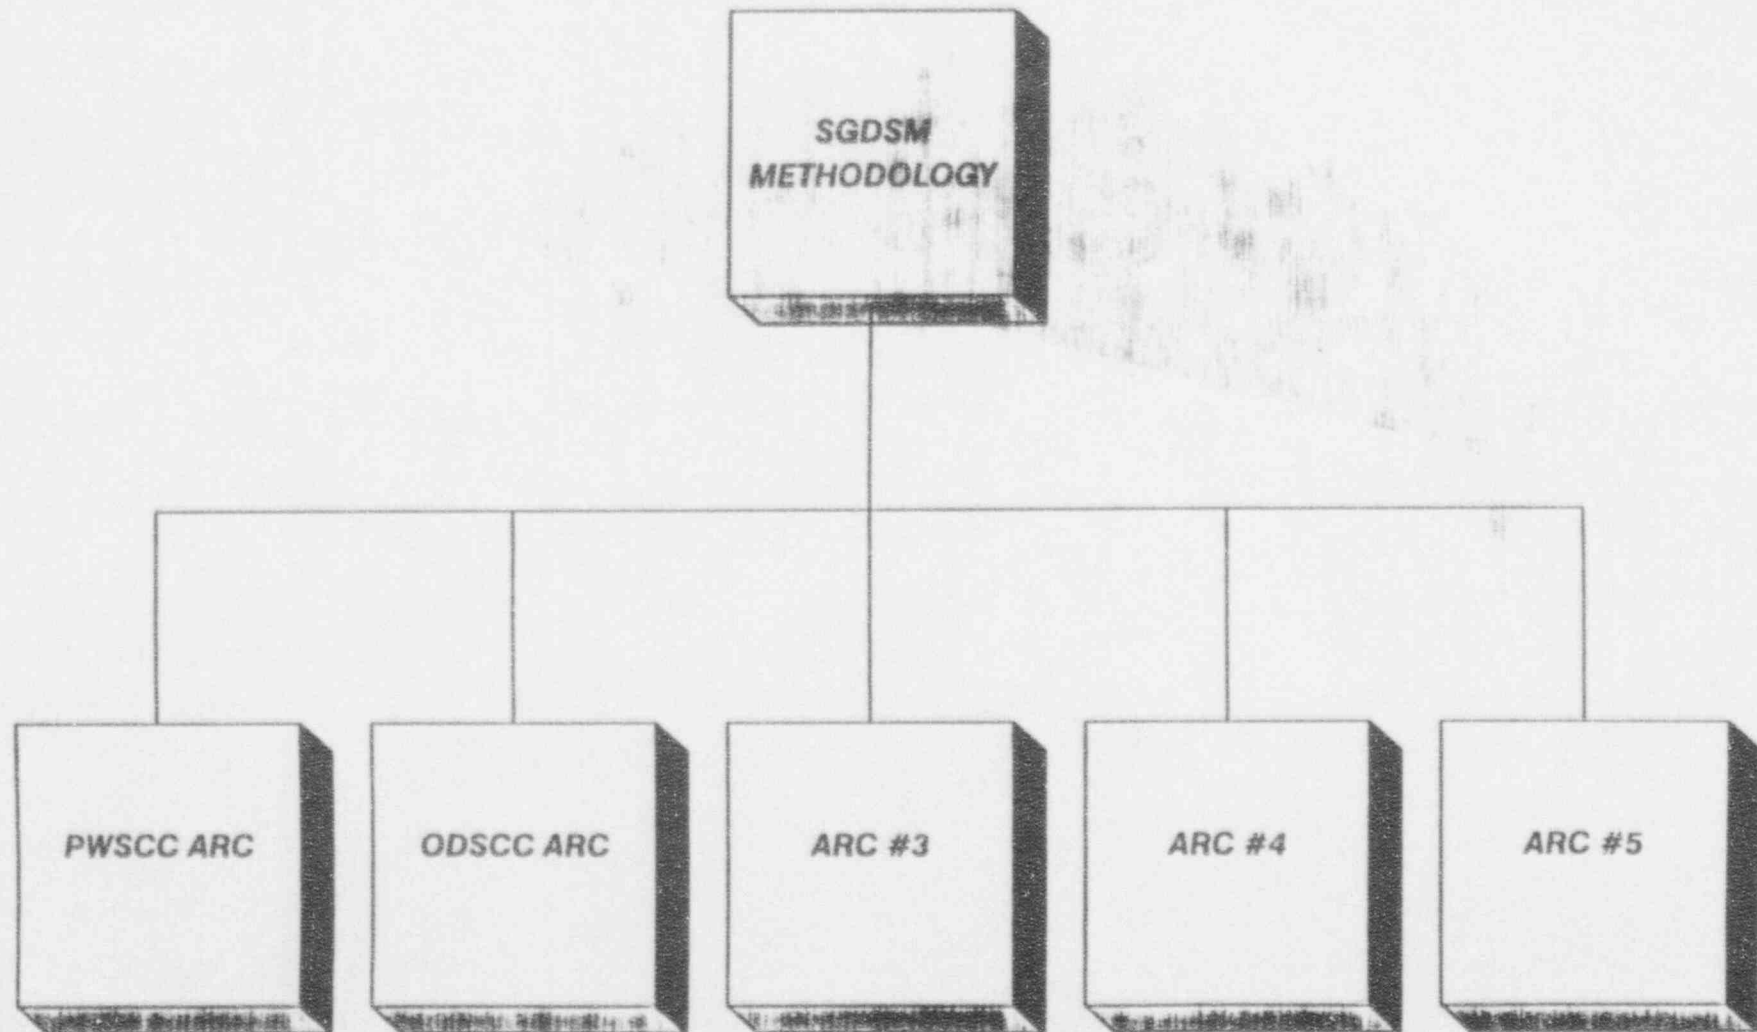 SGDSM
METHODOLOGY
PWSCC ARC
ODSCC ARC
ARC #3
ARC #4
ARC #5